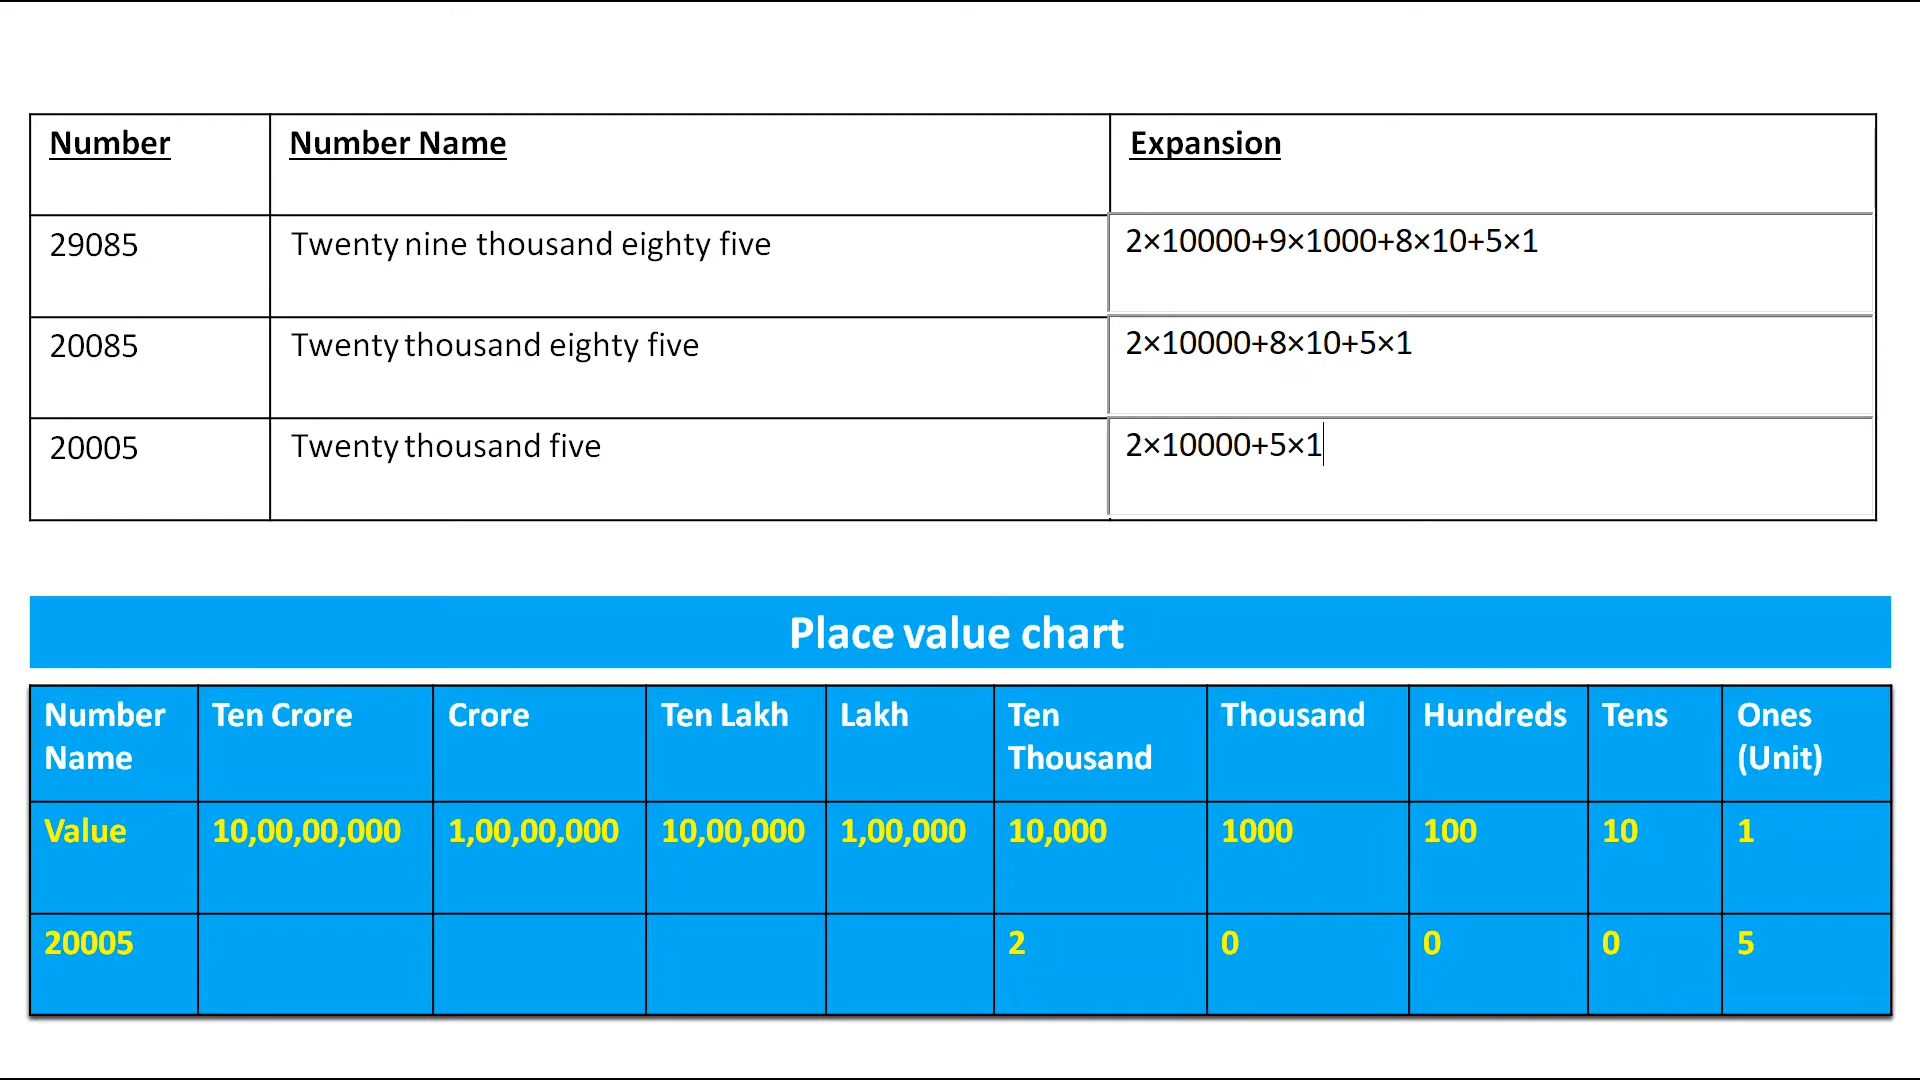 Number Number Name Expansion
29085 Twenty nine thousand eighty five 2×10000+9×1000+8×10+5×1
20085 Twenty thousand eighty five 2×10000+8×10+5×1
20005 Twenty thousand five 2×10000+5×1
Place value chart
Number Name Ten Crore Crore Ten Lakh Lakh Ten Thousand Thousand Hundreds Tens Ones (Unit)
Value 10,00,00,000 1,00,00,000 10,00,000 1,00,000 10,000 1000 100 10 1
20005 2 0 0 0 5